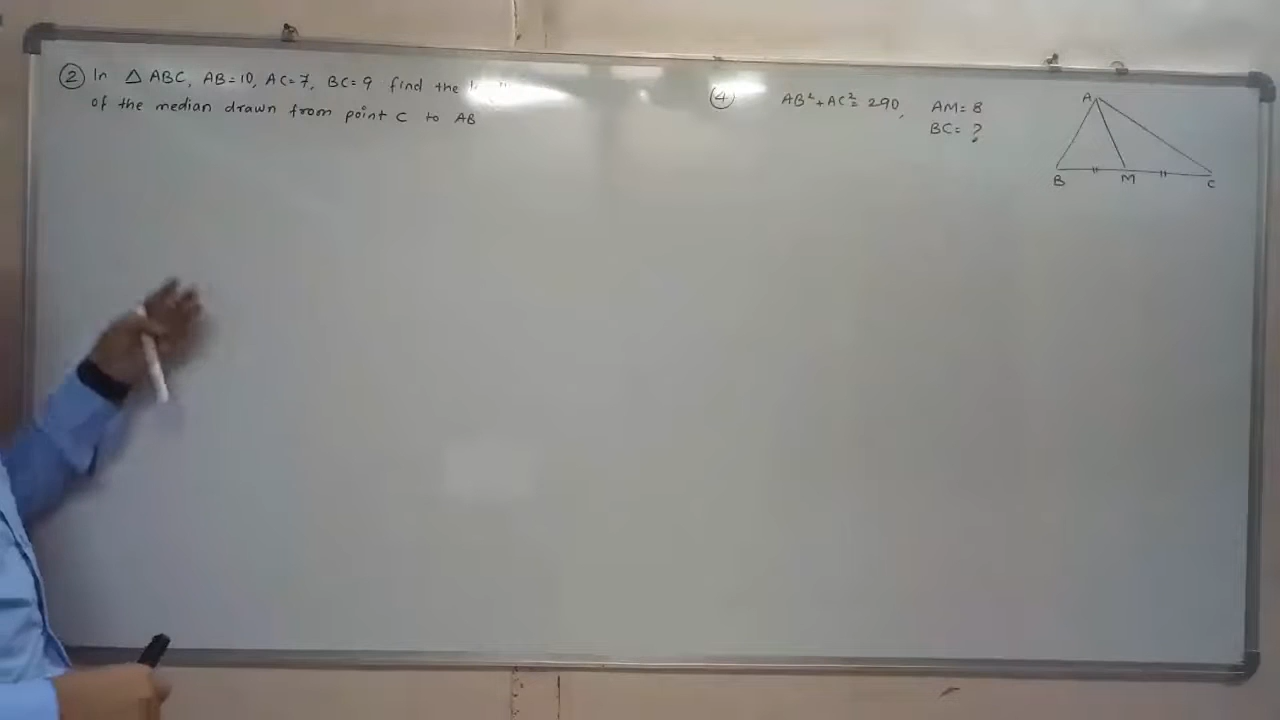 ② In △ ABC, AB=10, AC=7, BC=9 find the
of the median drawn from point C to AB
④ AB²+AC²= 290, AM= 8
BC= ?
A
B M C